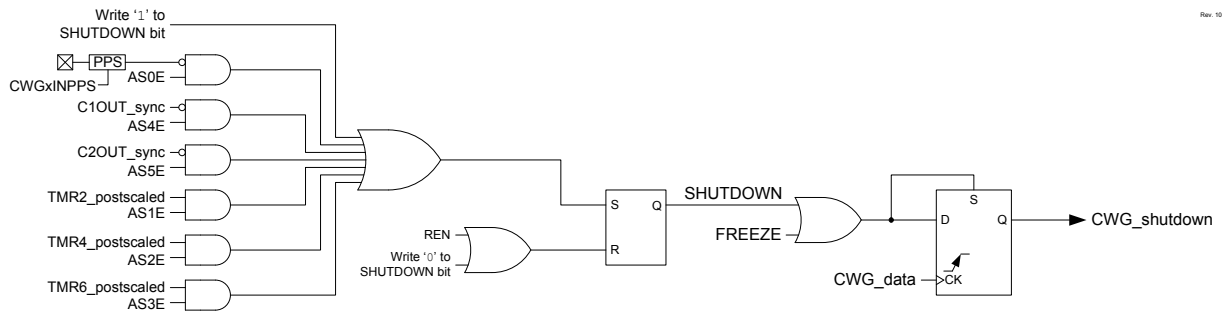 Write '1' to
SHUTDOWN bit
Rev. 10
PPS
AS0E
CWGxINPPS
C1OUT_sync
AS4E
C2OUT_sync
AS5E
TMR2_postscaled
AS1E
TMR4_postscaled
AS2E
TMR6_postscaled
AS3E
REN
Write '0' to
SHUTDOWN bit
S
Q
R
SHUTDOWN
FREEZE
S
D
Q
CWG_data
CK
CWG_shutdown